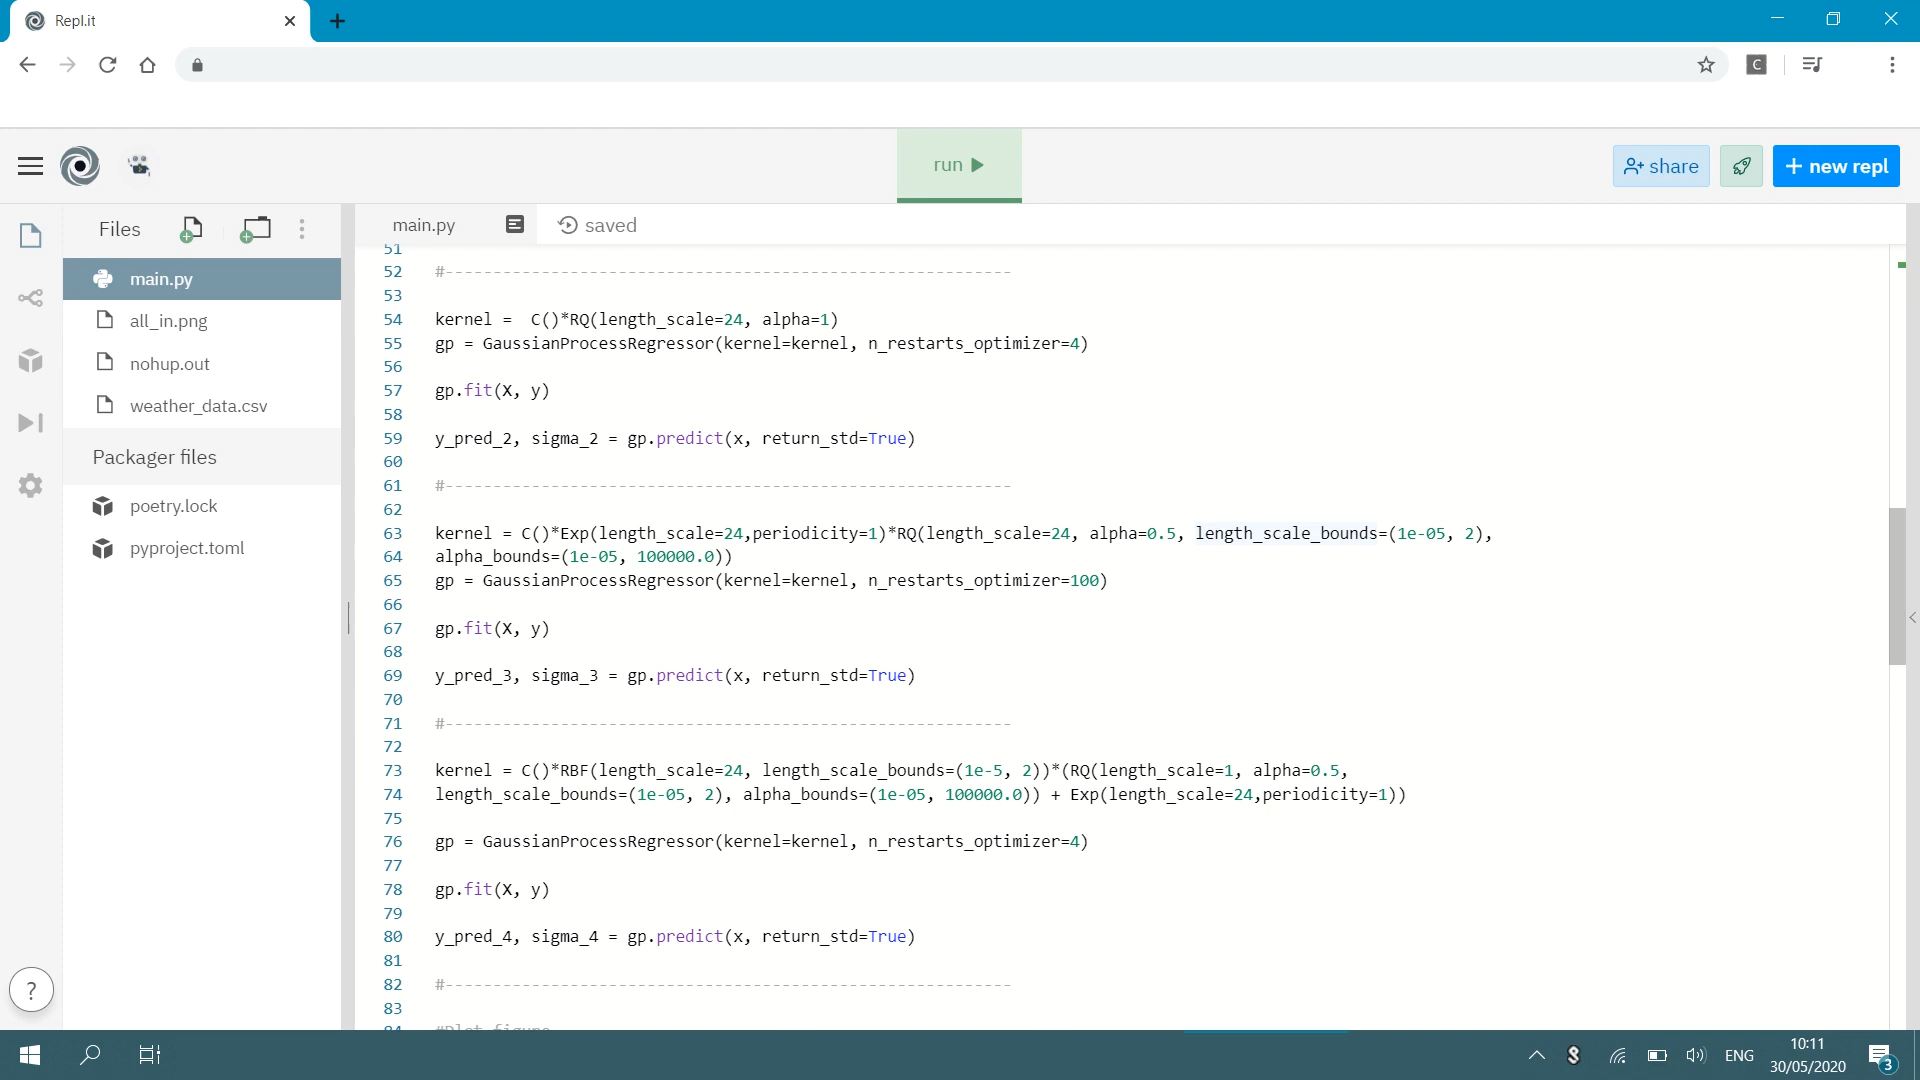 Repl.it
C
run
share
+ new repl
Files
main.py
saved
main.py
all_in.png
nohup.out
weather_data.csv
Packager files
poetry.lock
pyproject.toml
51
52 #-----------------------------------------------------------
53
54 kernel =  C()*RQ(length_scale=24, alpha=1)
55 gp = GaussianProcessRegressor(kernel=kernel, n_restarts_optimizer=4)
56
57 gp.fit(X, y)
58
59 y_pred_2, sigma_2 = gp.predict(x, return_std=True)
60
61 #-----------------------------------------------------------
62
63 kernel = C()*Exp(length_scale=24,periodicity=1)*RQ(length_scale=24, alpha=0.5, length_scale_bounds=(1e-05, 2),
64 alpha_bounds=(1e-05, 100000.0))
65 gp = GaussianProcessRegressor(kernel=kernel, n_restarts_optimizer=100)
66
67 gp.fit(X, y)
68
69 y_pred_3, sigma_3 = gp.predict(x, return_std=True)
70
71 #-----------------------------------------------------------
72
73 kernel = C()*RBF(length_scale=24, length_scale_bounds=(1e-5, 2))*(RQ(length_scale=1, alpha=0.5,
74 length_scale_bounds=(1e-05, 2), alpha_bounds=(1e-05, 100000.0)) + Exp(length_scale=24,periodicity=1))
75
76 gp = GaussianProcessRegressor(kernel=kernel, n_restarts_optimizer=4)
77
78 gp.fit(X, y)
79
80 y_pred_4, sigma_4 = gp.predict(x, return_std=True)
81
82 #-----------------------------------------------------------
83
84 #Plot figure
?
ENG
10:11
30/05/2020
3